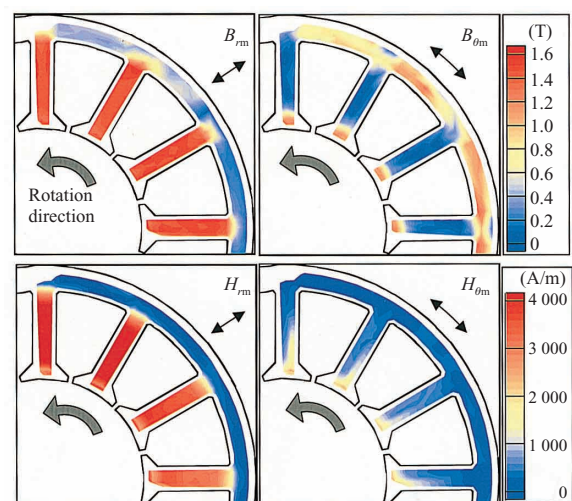 B_rm
B_θm
(T)
1.6
1.4
1.2
1.0
0.8
0.6
0.4
0.2
0
Rotation
direction
H_rm
H_θm
(A/m)
4 000
3 000
2 000
1 000
0